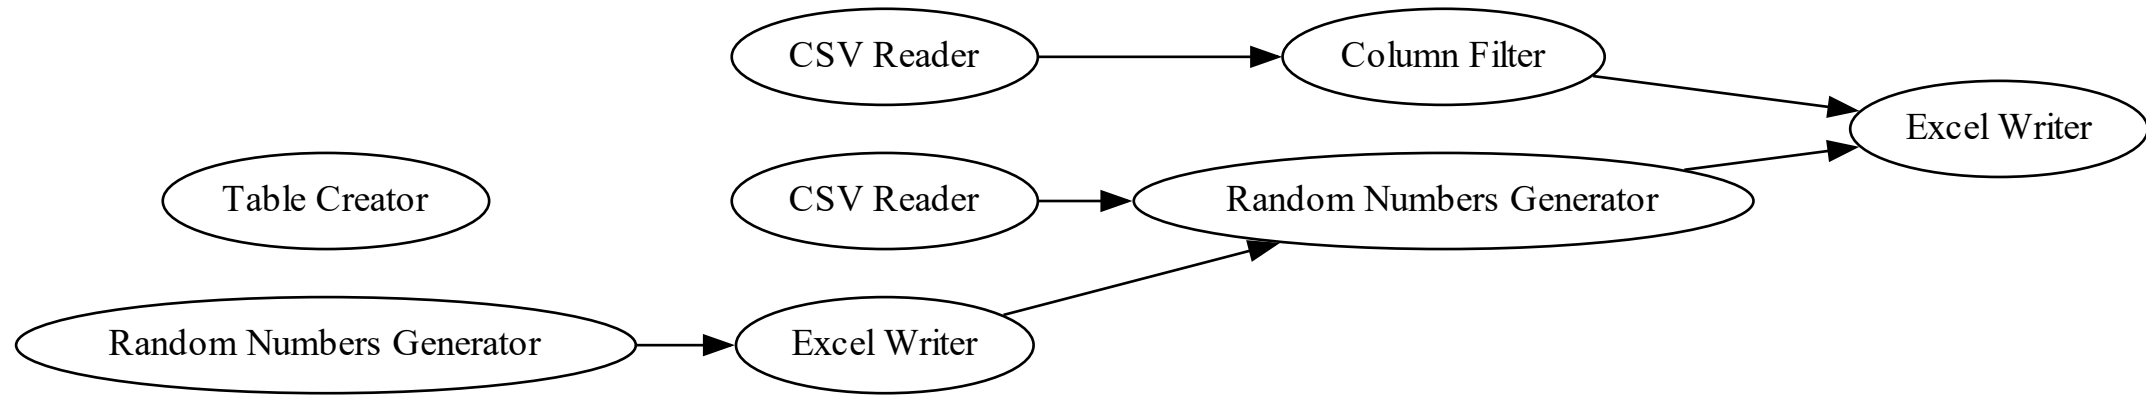 CSV Reader
Column Filter
Excel Writer
Table Creator
CSV Reader
Random Numbers Generator
Random Numbers Generator
Excel Writer